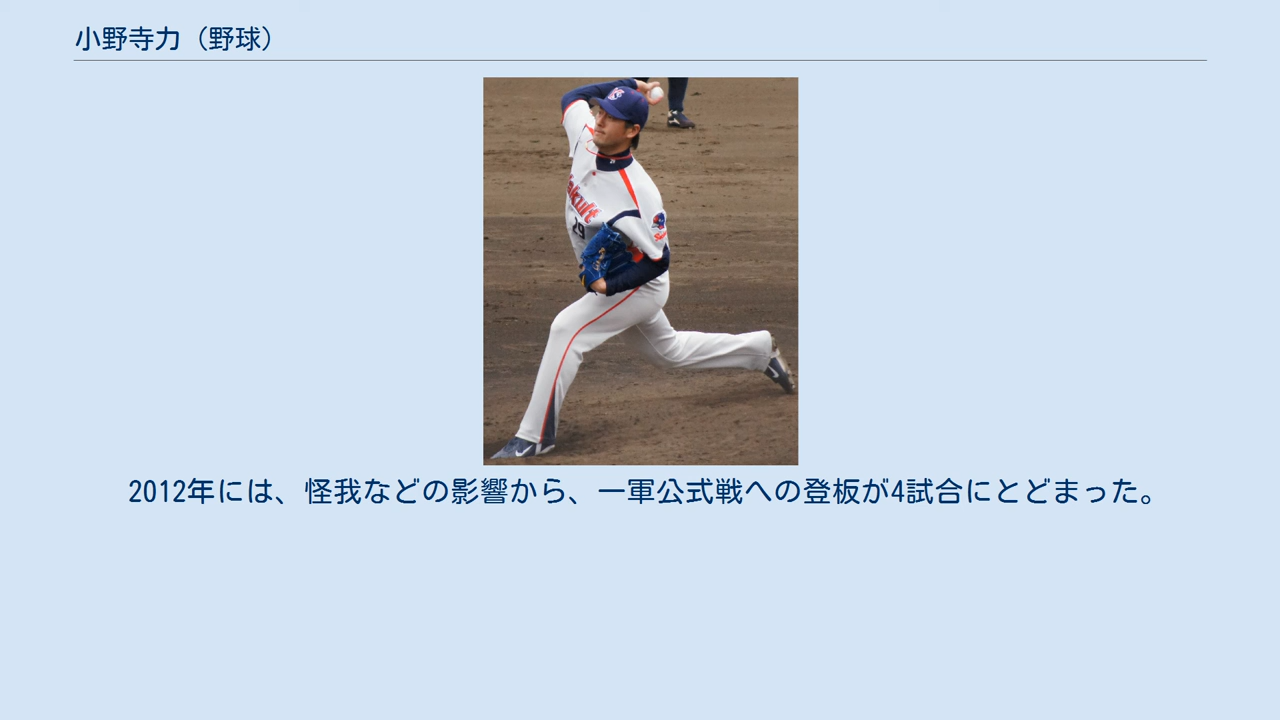 小野寺力（野球）
akult
29
2012年には、怪我などの影響から、一軍公式戦への登板が4試合にとどまった。